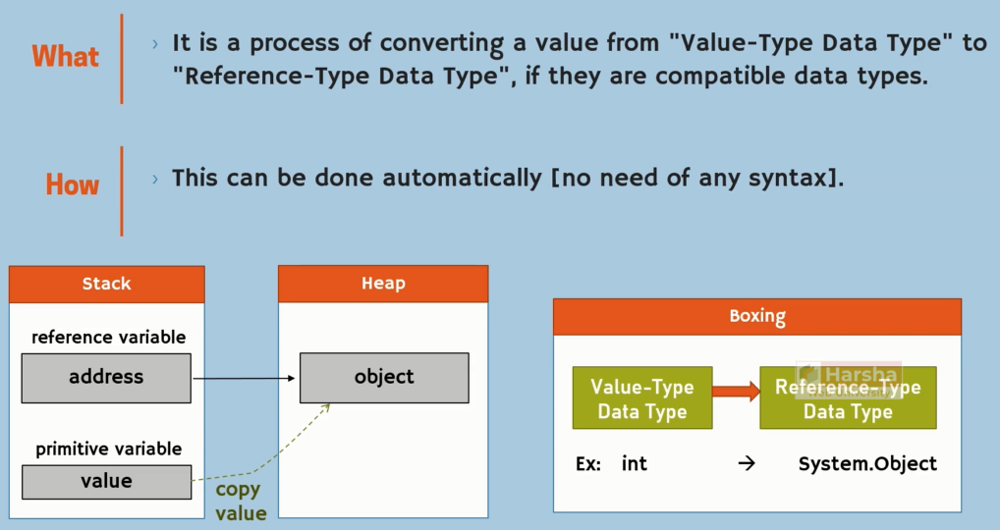 What
It is a process of converting a value from "Value-Type Data Type" to
"Reference-Type Data Type", if they are compatible data types.
How
This can be done automatically [no need of any syntax].
Stack
reference variable
address
primitive variable
value
copy
value
Heap
object
Boxing
Value-Type
Data Type
Reference-Type
Data Type
Harsha
Ex: int → System.Object